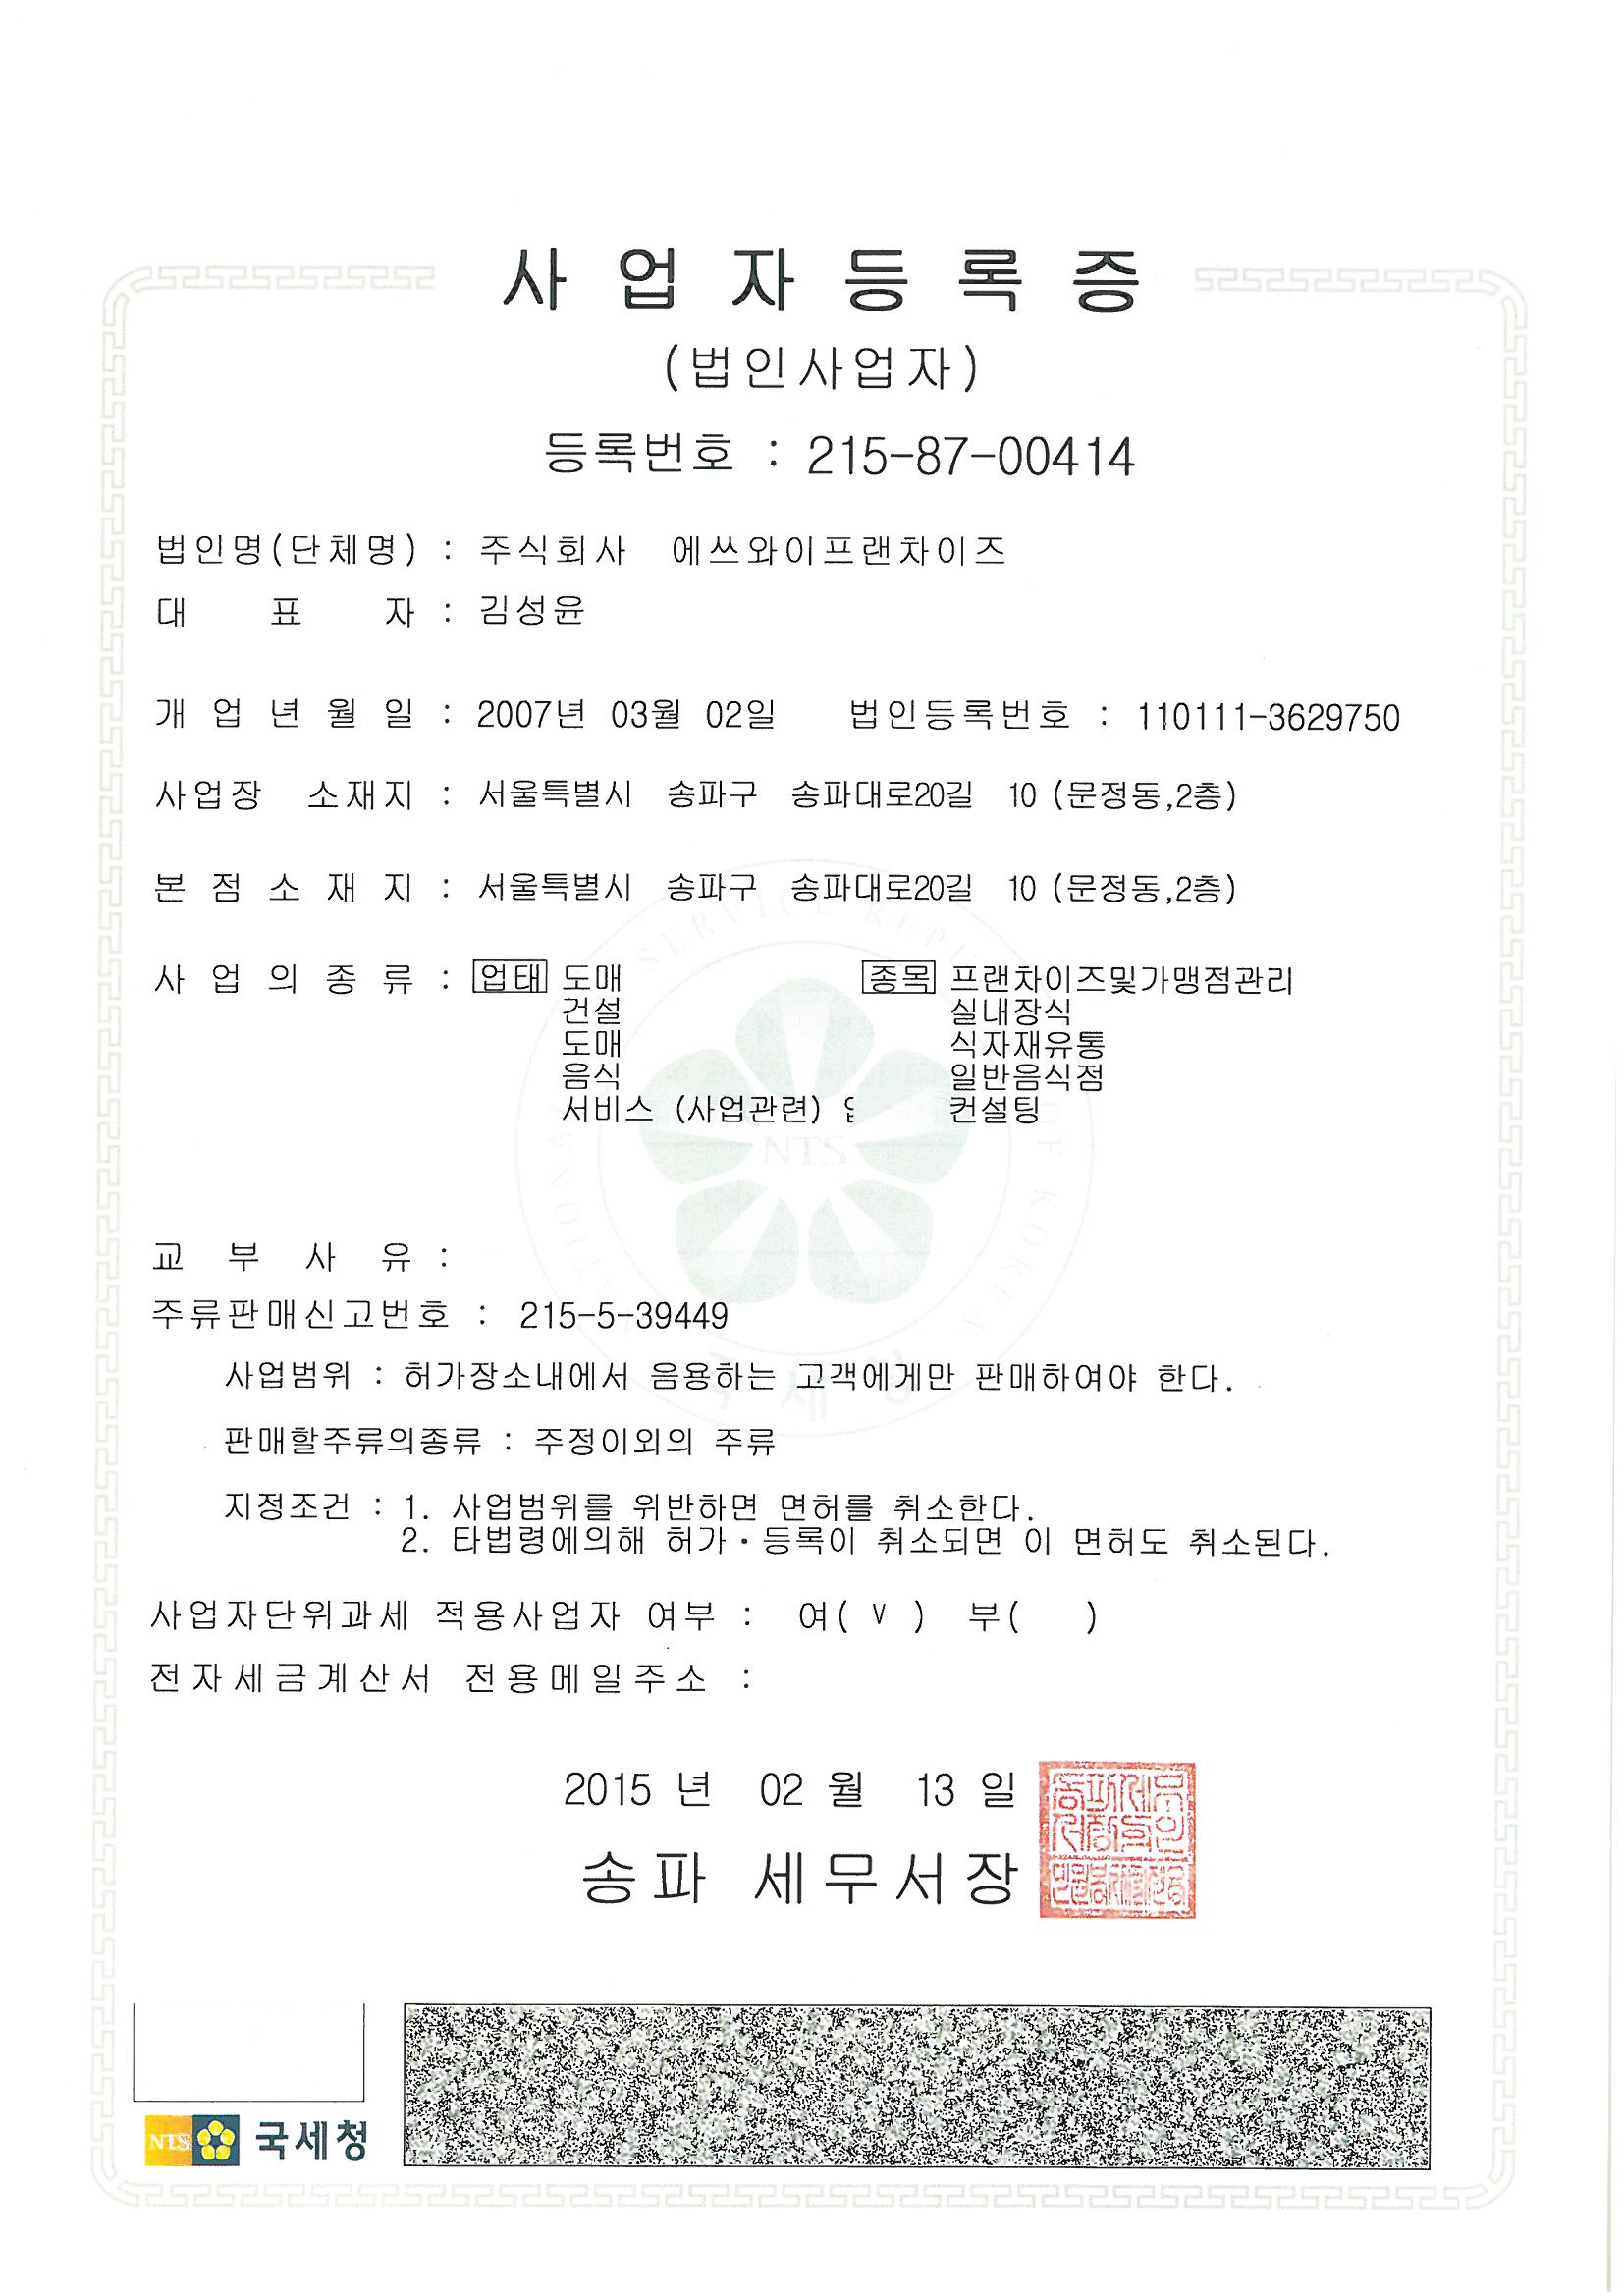 사업자등록증
(법인사업자)
등록번호 : 215-87-00414
법인명(단체명) : 주식회사 에쓰와이프랜차이즈
대 표 자 : 김성윤
개 업 년 월 일 : 2007년 03월 02일 법인등록번호 : 110111-3629750
사업장 소재지 : 서울특별시 송파구 송파대로20길 10 (문정동,2층)
본 점 소 재 지 : 서울특별시 송파구 송파대로20길 10 (문정동,2층)
사 업 의 종 류 : 업태 도매 종목 프랜차이즈및가맹점관리
건설 실내장식
도매 식자재유통
음식 일반음식점
서비스 (사업관련) 컨설팅
NTS
교 부 사 유 :
주류판매신고번호 : 215-5-39449
사업범위 : 허가장소내에서 음용하는 고객에게만 판매하여야 한다.
판매할주류의종류 : 주정이외의 주류
지정조건 : 1. 사업범위를 위반하면 면허를 취소한다.
2. 타법령에의해 허가·등록이 취소되면 이 면허도 취소된다.
사업자단위과세 적용사업자 여부 : 여( V ) 부( )
전자세금계산서 전용메일주소 :
2015 년 02 월 13 일
송파 세무서장
NTS 국세청